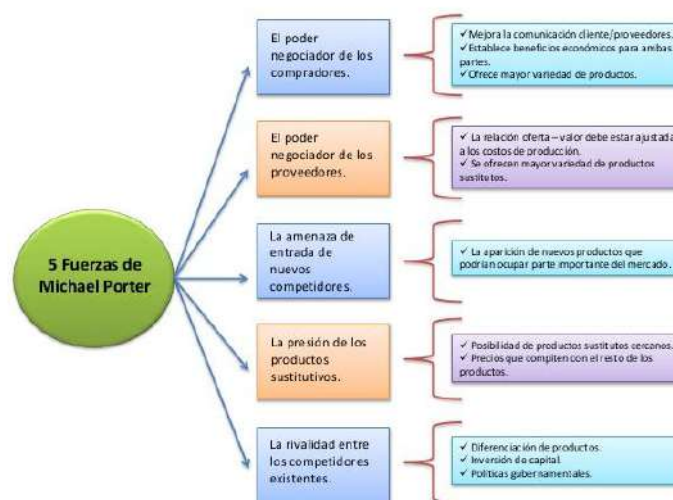 5 Fuerzas de
Michael Porter
El poder
negociador de los
compradores.
✓Mejora la comunicación cliente/proveedores.
✓Establece beneficios económicos para ambas
partes.
✓Ofrece mayor variedad de productos.
El poder
negociador de los
proveedores.
✓ La relación oferta – valor debe estar ajustada
a los costos de producción.
✓ Se ofrecen mayor variedad de productos
sustitutos.
La amenaza de
entrada de
nuevos
competidores.
✓ La aparición de nuevos productos que
podrían ocupar parte importante del mercado.
La presión de los
productos
sustitutivos.
✓ Posibilidad de productos sustitutos cercanos.
✓ Precios que compiten con el resto de los
productos.
La rivalidad entre
los competidores
existentes.
✓ Diferenciación de productos.
✓ Inversión de capital.
✓ Políticas gubernamentales.